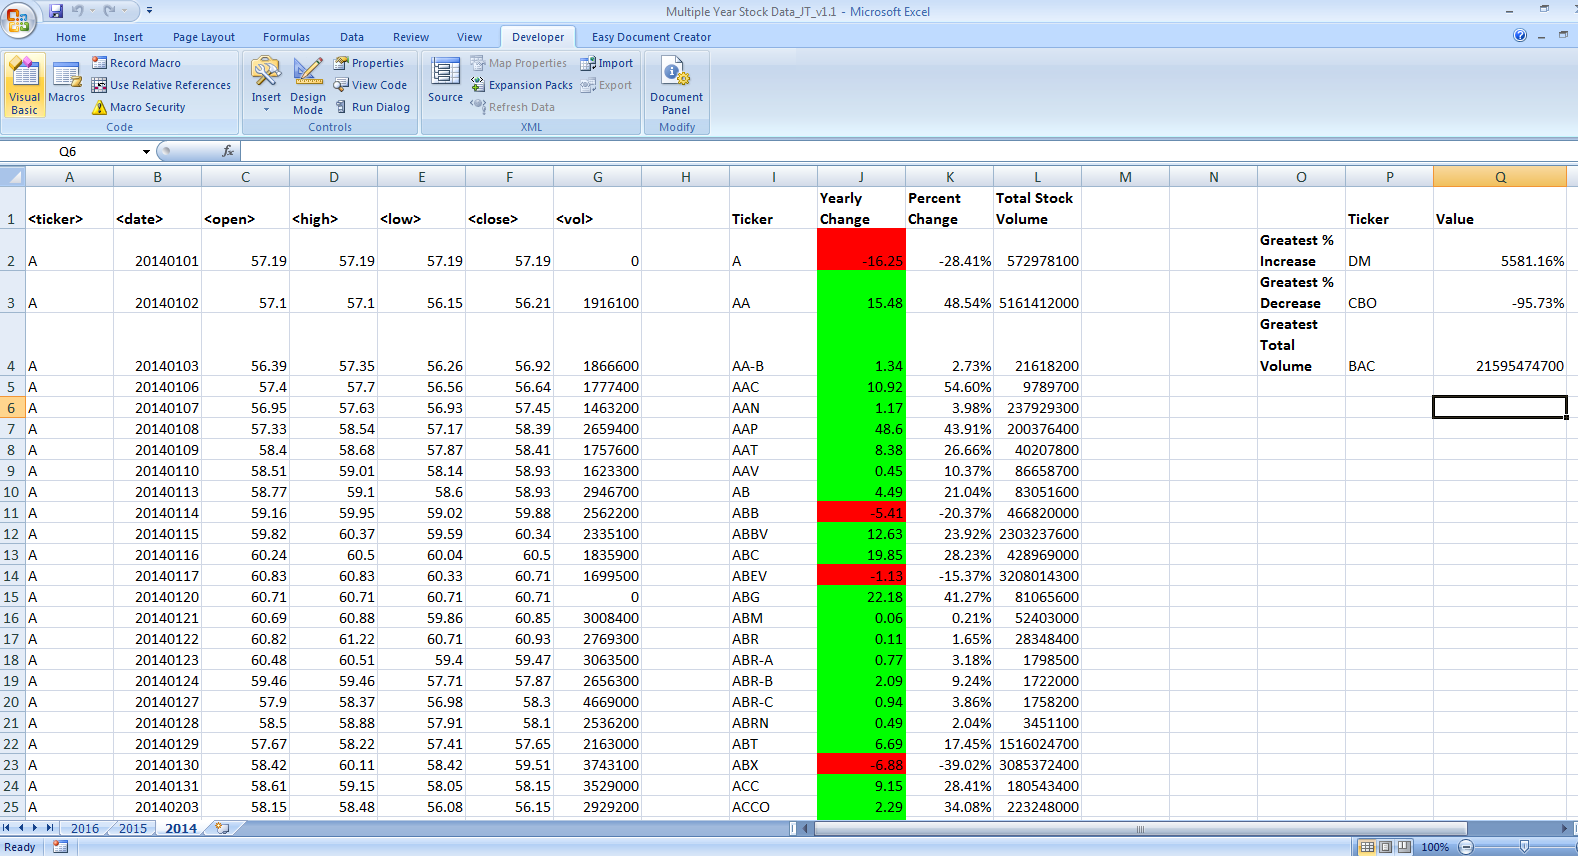 Multiple Year Stock Data_JT_v1.1 - Microsoft Excel
Home Insert Page Layout Formulas Data Review View Developer Easy Document Creator
Visual Basic
Macros
Record Macro
Use Relative References
Macro Security
Code
Insert
Design Mode
Properties
View Code
Run Dialog
Controls
Source
Map Properties
Expansion Packs
Refresh Data
Import
Export
XML
Document Panel
Modify
Q6 fx
A B C D E F G H I J K L M N O P Q
1 <ticker> <date> <open> <high> <low> <close> <vol> Ticker Yearly Change Percent Change Total Stock Volume Ticker Value
2 A 20140101 57.19 57.19 57.19 57.19 0 A -16.25 -28.41% 572978100 Greatest % Increase DM 5581.16%
3 A 20140102 57.1 57.1 56.15 56.21 1916100 AA 15.48 48.54% 5161412000 Greatest % Decrease CBO -95.73%
4 A 20140103 56.39 57.35 56.26 56.92 1866600 AA-B 1.34 2.73% 21618200 Greatest Total Volume BAC 21595474700
5 A 20140106 57.4 57.7 56.56 56.64 1777400 AAC 10.92 54.60% 9789700
6 A 20140107 56.95 57.63 56.93 57.45 1463200 AAN 1.17 3.98% 237929300
7 A 20140108 57.33 58.54 57.17 58.39 2659400 AAP 48.6 43.91% 200376400
8 A 20140109 58.4 58.68 57.87 58.41 1757600 AAT 8.38 26.66% 40207800
9 A 20140110 58.51 59.01 58.14 58.93 1623300 AAV 0.45 10.37% 86658700
10 A 20140113 58.77 59.1 58.6 58.93 2946700 AB 4.49 21.04% 83051600
11 A 20140114 59.16 59.95 59.02 59.88 2562200 ABB -5.41 -20.37% 466820000
12 A 20140115 59.82 60.37 59.59 60.34 2335100 ABBV 12.63 23.92% 2303237600
13 A 20140116 60.24 60.5 60.04 60.5 1835900 ABC 19.85 28.23% 428969000
14 A 20140117 60.83 60.83 60.33 60.71 1699500 ABEV -1.13 -15.37% 3208014300
15 A 20140120 60.71 60.71 60.71 60.71 0 ABG 22.18 41.27% 81065600
16 A 20140121 60.69 60.88 59.86 60.85 3008400 ABM 0.06 0.21% 52403000
17 A 20140122 60.82 61.22 60.71 60.93 2769300 ABR 0.11 1.65% 28348400
18 A 20140123 60.48 60.51 59.4 59.47 3063500 ABR-A 0.77 3.18% 1798500
19 A 20140124 59.46 59.46 57.71 57.87 2656300 ABR-B 2.09 9.24% 1722000
20 A 20140127 57.9 58.37 56.98 58.3 4669000 ABR-C 0.94 3.86% 1758200
21 A 20140128 58.5 58.88 57.91 58.1 2536200 ABRN 0.49 2.04% 3451100
22 A 20140129 57.67 58.22 57.41 57.65 2163000 ABT 6.69 17.45% 1516024700
23 A 20140130 58.42 60.11 58.42 59.51 3743100 ABX -6.88 -39.02% 3085372400
24 A 20140131 58.61 59.15 58.05 58.15 3529000 ACC 9.15 28.41% 180543400
25 A 20140203 58.15 58.48 56.08 56.15 2929200 ACCO 2.29 34.08% 223248000
2016 2015 2014
Ready 100%